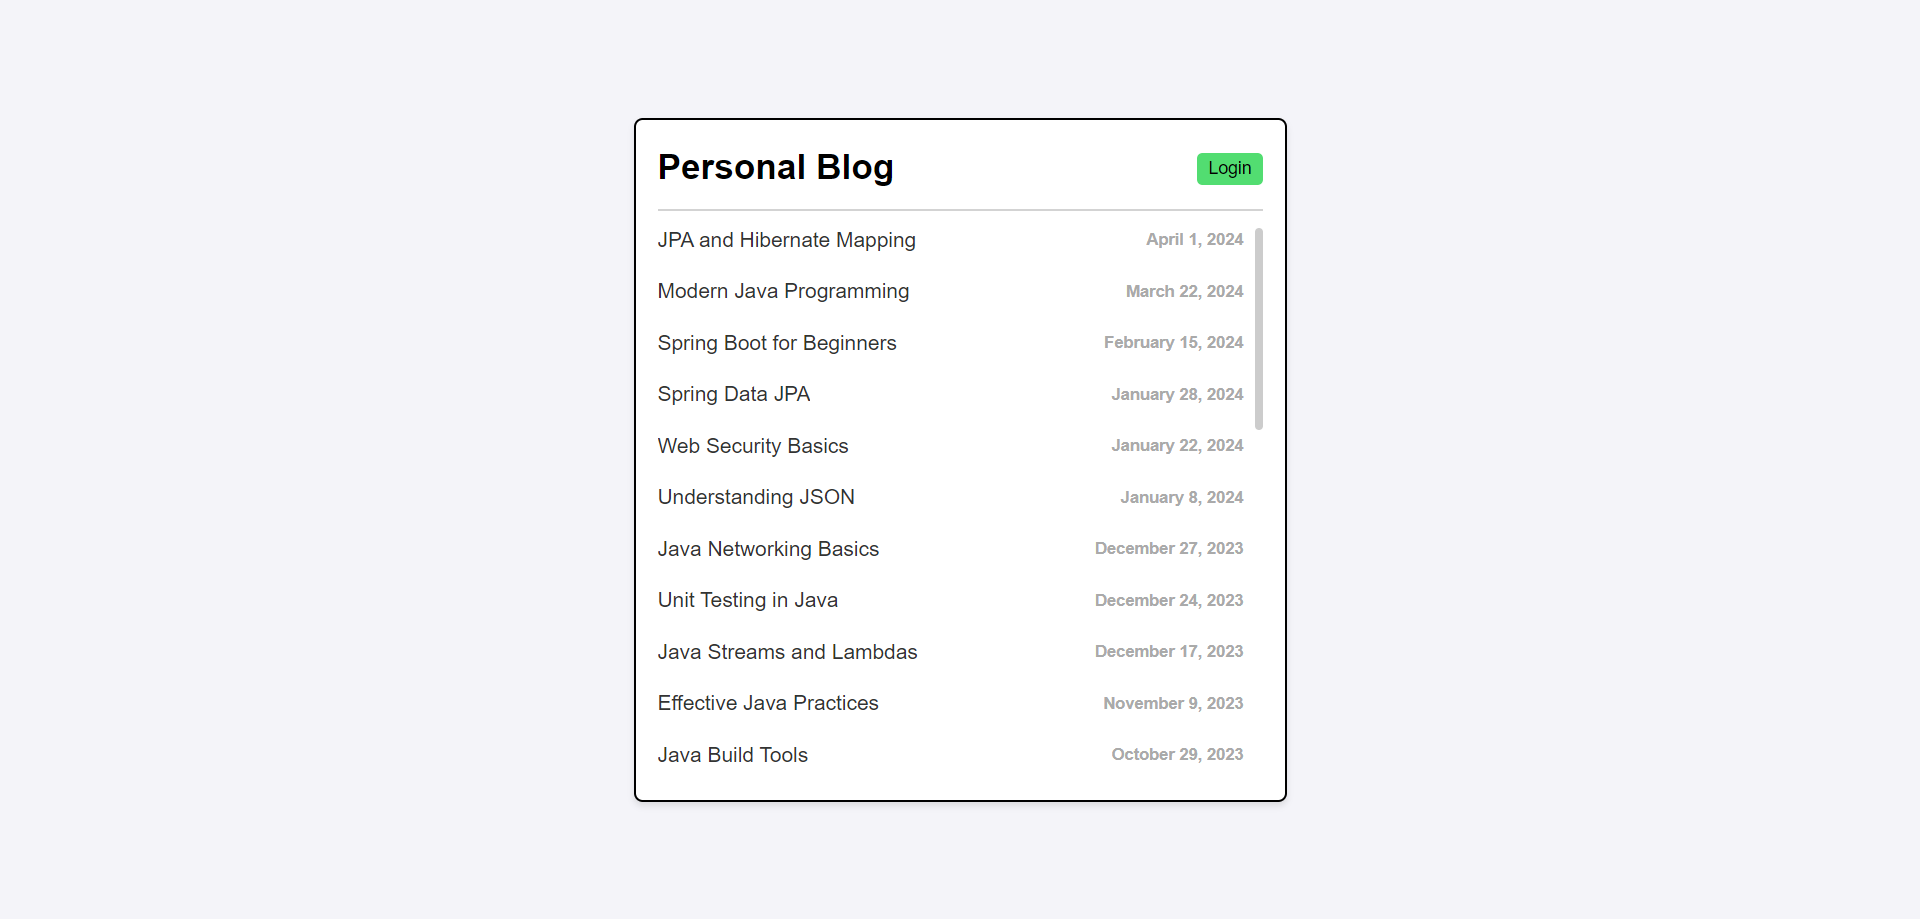 Personal Blog
Login
JPA and Hibernate Mapping April 1, 2024
Modern Java Programming March 22, 2024
Spring Boot for Beginners February 15, 2024
Spring Data JPA January 28, 2024
Web Security Basics January 22, 2024
Understanding JSON January 8, 2024
Java Networking Basics December 27, 2023
Unit Testing in Java December 24, 2023
Java Streams and Lambdas December 17, 2023
Effective Java Practices November 9, 2023
Java Build Tools October 29, 2023